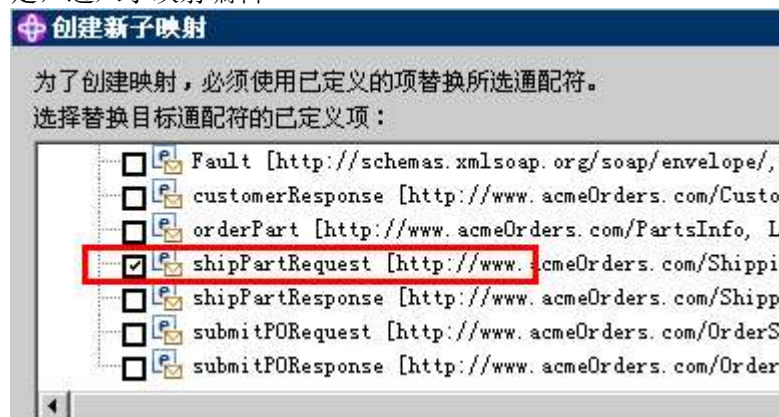 创建新子映射
为了创建映射，必须使用已定义的项替换所选通配符。
选择替换目标通配符的已定义项：
Fault [http://schemas.xmlsoap.org/soap/envelope/,
customerResponse [http://www.acmeOrders.com/Custo
orderPart [http://www.acmeOrders.com/PartsInfo, L
shipPartRequest [http://www.acmeOrders.com/Shippi
shipPartResponse [http://www.acmeOrders.com/Shipp
submitPORequest [http://www.acmeOrders.com/OrderS
submitPOResponse [http://www.acmeOrders.com/Order